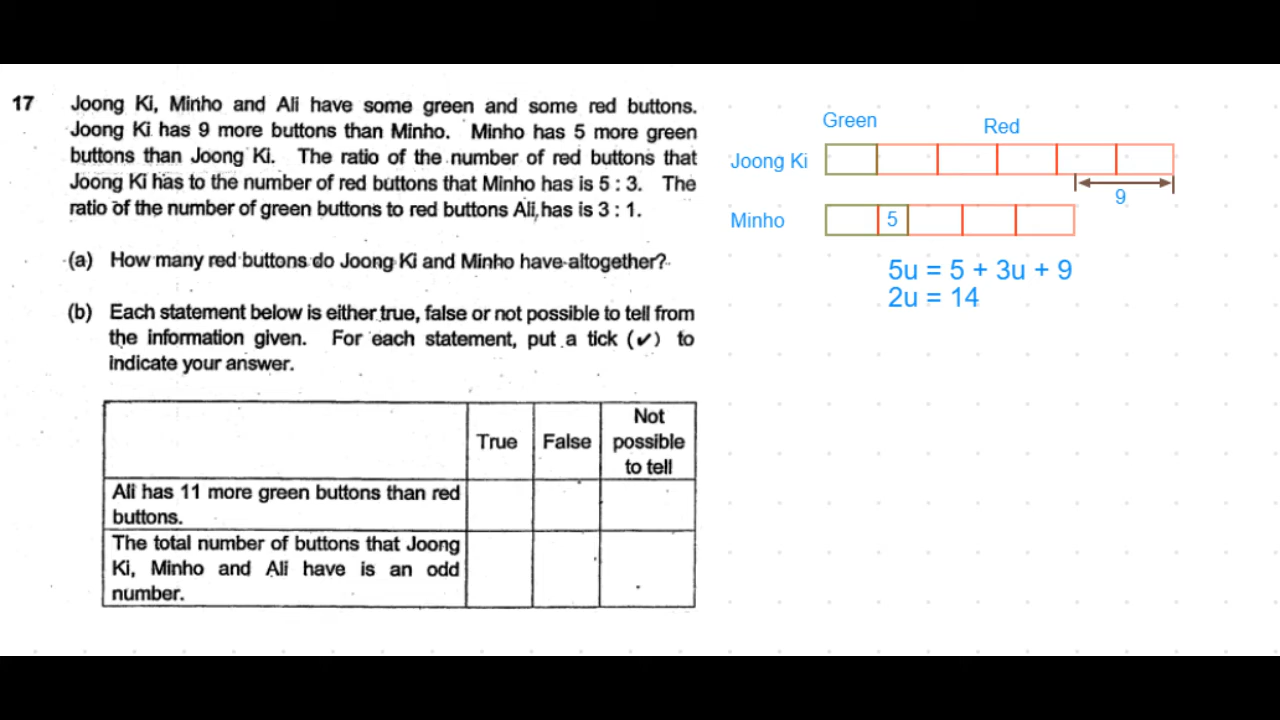 17 Joong Ki, Minho and Ali have some green and some red buttons.
Joong Ki has 9 more buttons than Minho. Minho has 5 more green
buttons than Joong Ki. The ratio of the number of red buttons that
Joong Ki has to the number of red buttons that Minho has is 5 : 3. The
ratio of the number of green buttons to red buttons Ali has is 3 : 1.
(a) How many red buttons do Joong Ki and Minho have altogether?
(b) Each statement below is either true, false or not possible to tell from
the information given. For each statement, put a tick (✓) to
indicate your answer.
True False Not
possible
to tell
Ali has 11 more green buttons than red
buttons.
The total number of buttons that Joong
Ki, Minho and Ali have is an odd
number.
Green Red
Joong Ki
9
Minho 5
5u = 5 + 3u + 9
2u = 14